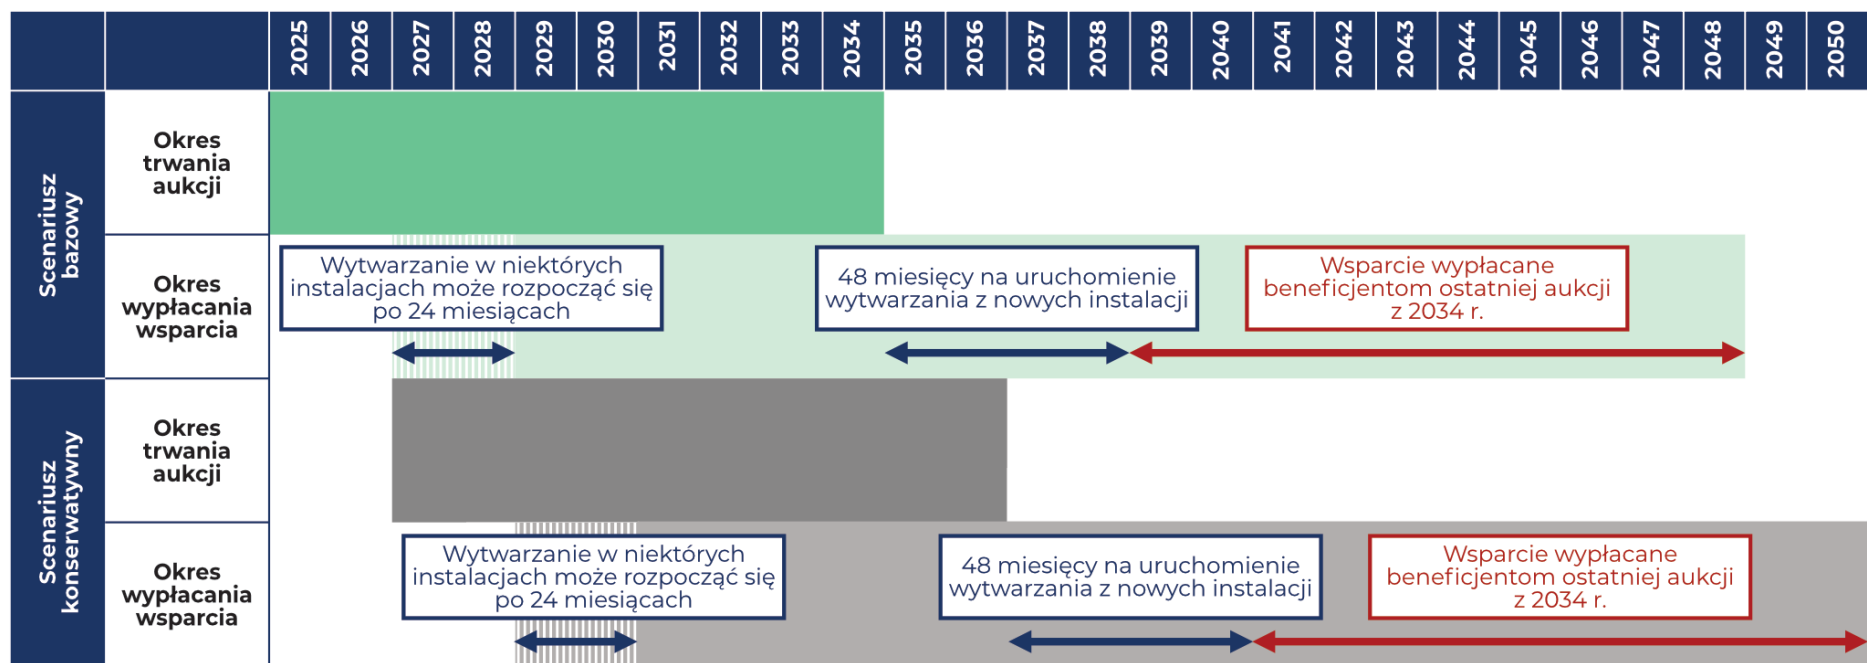 2025 2026 2027 2028 2029 2030 2031 2032 2033 2034 2035 2036 2037 2038 2039 2040 2041 2042 2043 2044 2045 2046 2047 2048 2049 2050
Scenariusz
bazowy
Okres
trwania
aukcji
Okres
wypłacania
wsparcia
Wytwarzanie w niektórych
instalacjach może rozpocząć się
po 24 miesiącach
48 miesięcy na uruchomienie
wytwarzania z nowych instalacji
Wsparcie wypłacane
beneficjentom ostatniej aukcji
z 2034 r.
Scenariusz
konserwatywny
Okres
trwania
aukcji
Okres
wypłacania
wsparcia
Wytwarzanie w niektórych
instalacjach może rozpocząć się
po 24 miesiącach
48 miesięcy na uruchomienie
wytwarzania z nowych instalacji
Wsparcie wypłacane
beneficjentom ostatniej aukcji
z 2034 r.